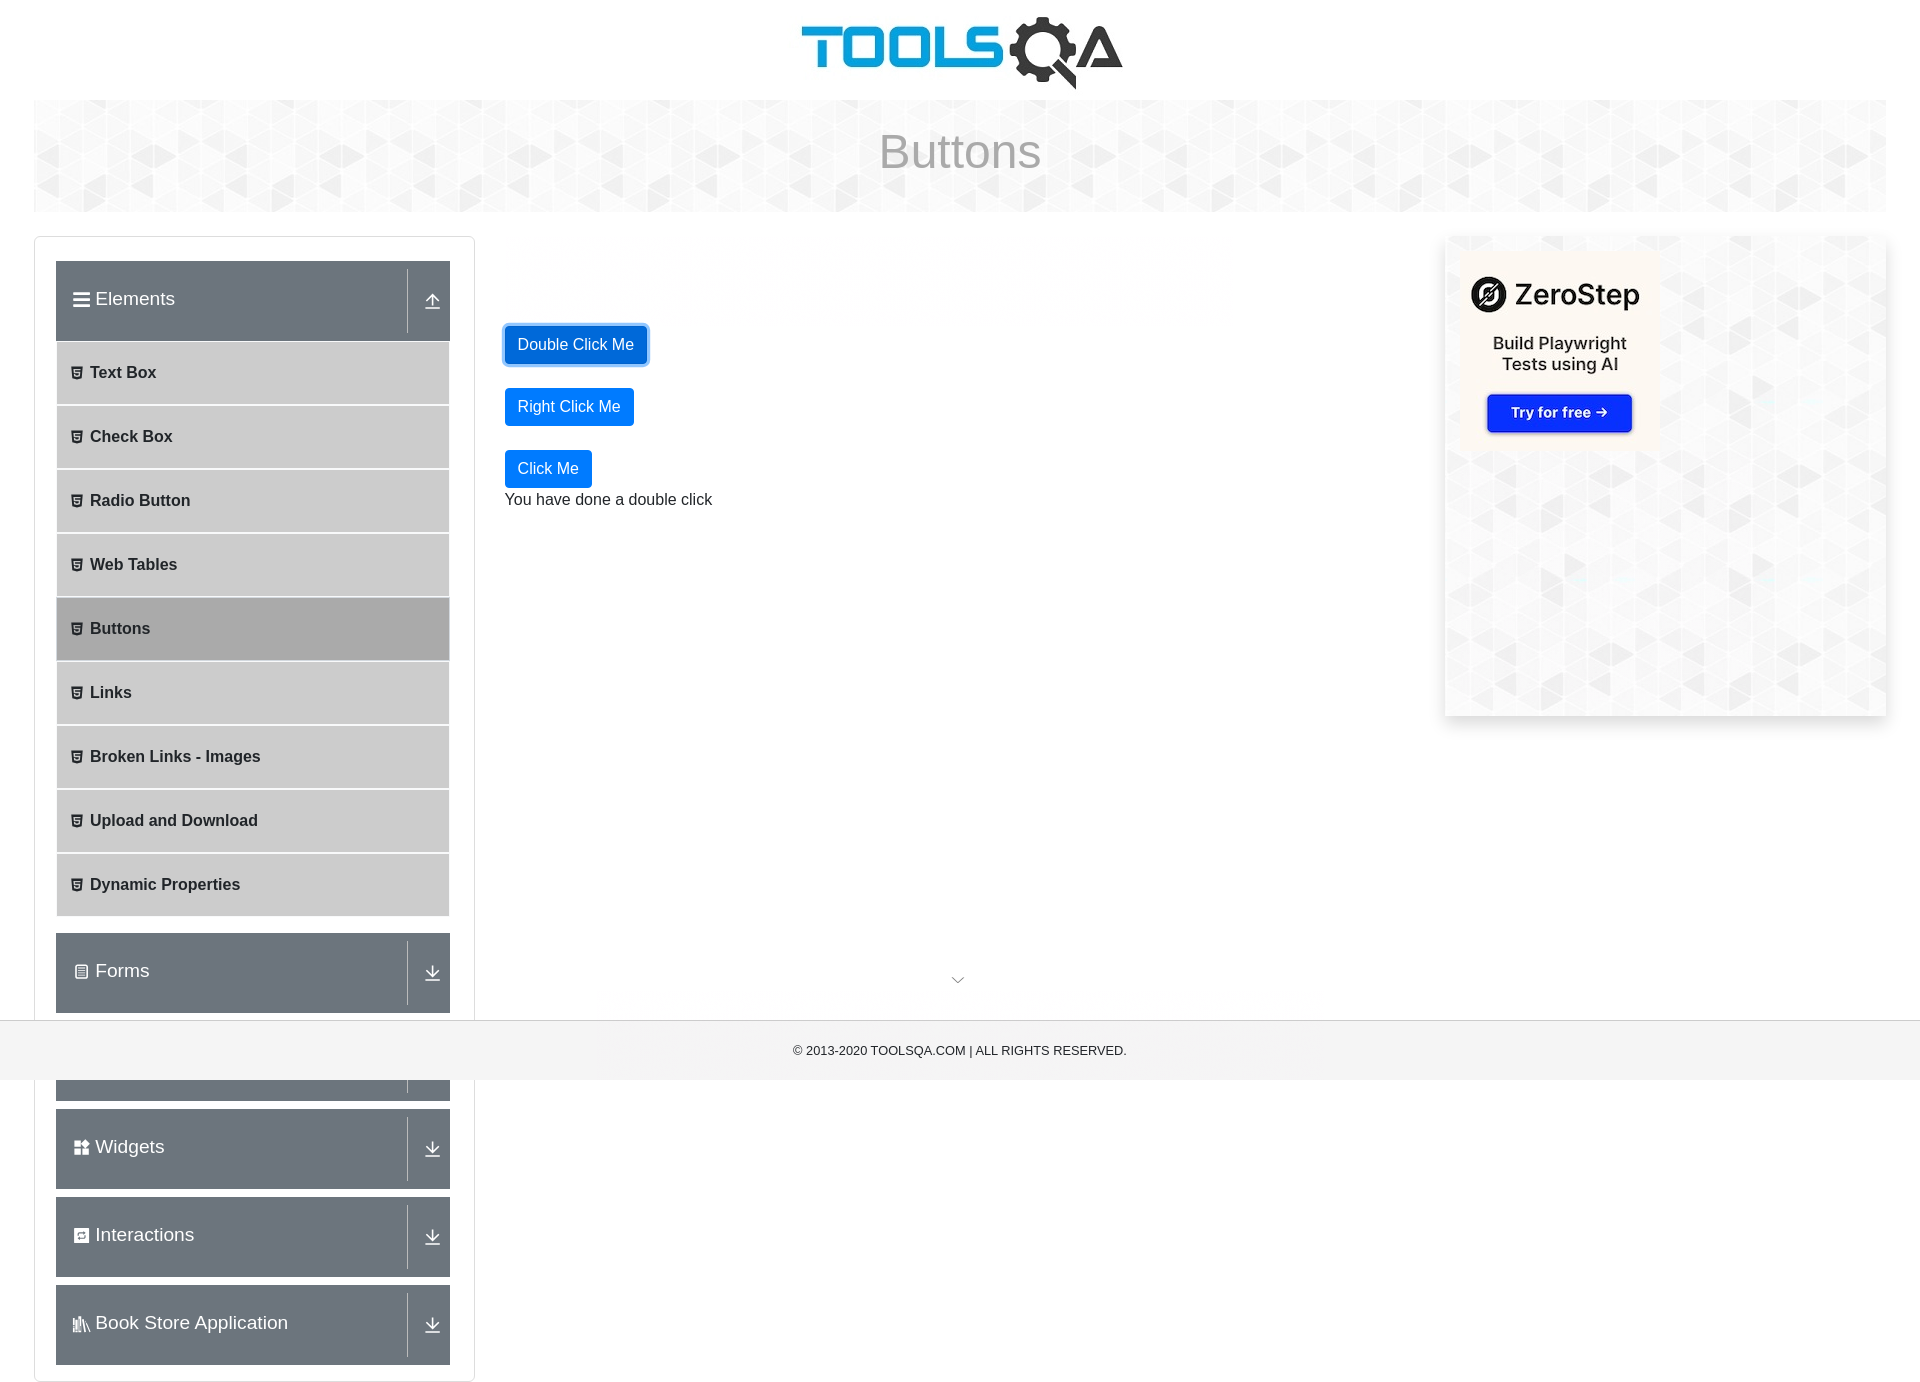 TOOLSQA
Buttons
Elements
Text Box
Check Box
Radio Button
Web Tables
Buttons
Links
Broken Links - Images
Upload and Download
Dynamic Properties
Forms
Widgets
Interactions
Book Store Application
Double Click Me
Right Click Me
Click Me
You have done a double click
ZeroStep
Build Playwright
Tests using AI
Try for free →
© 2013-2020 TOOLSQA.COM | ALL RIGHTS RESERVED.